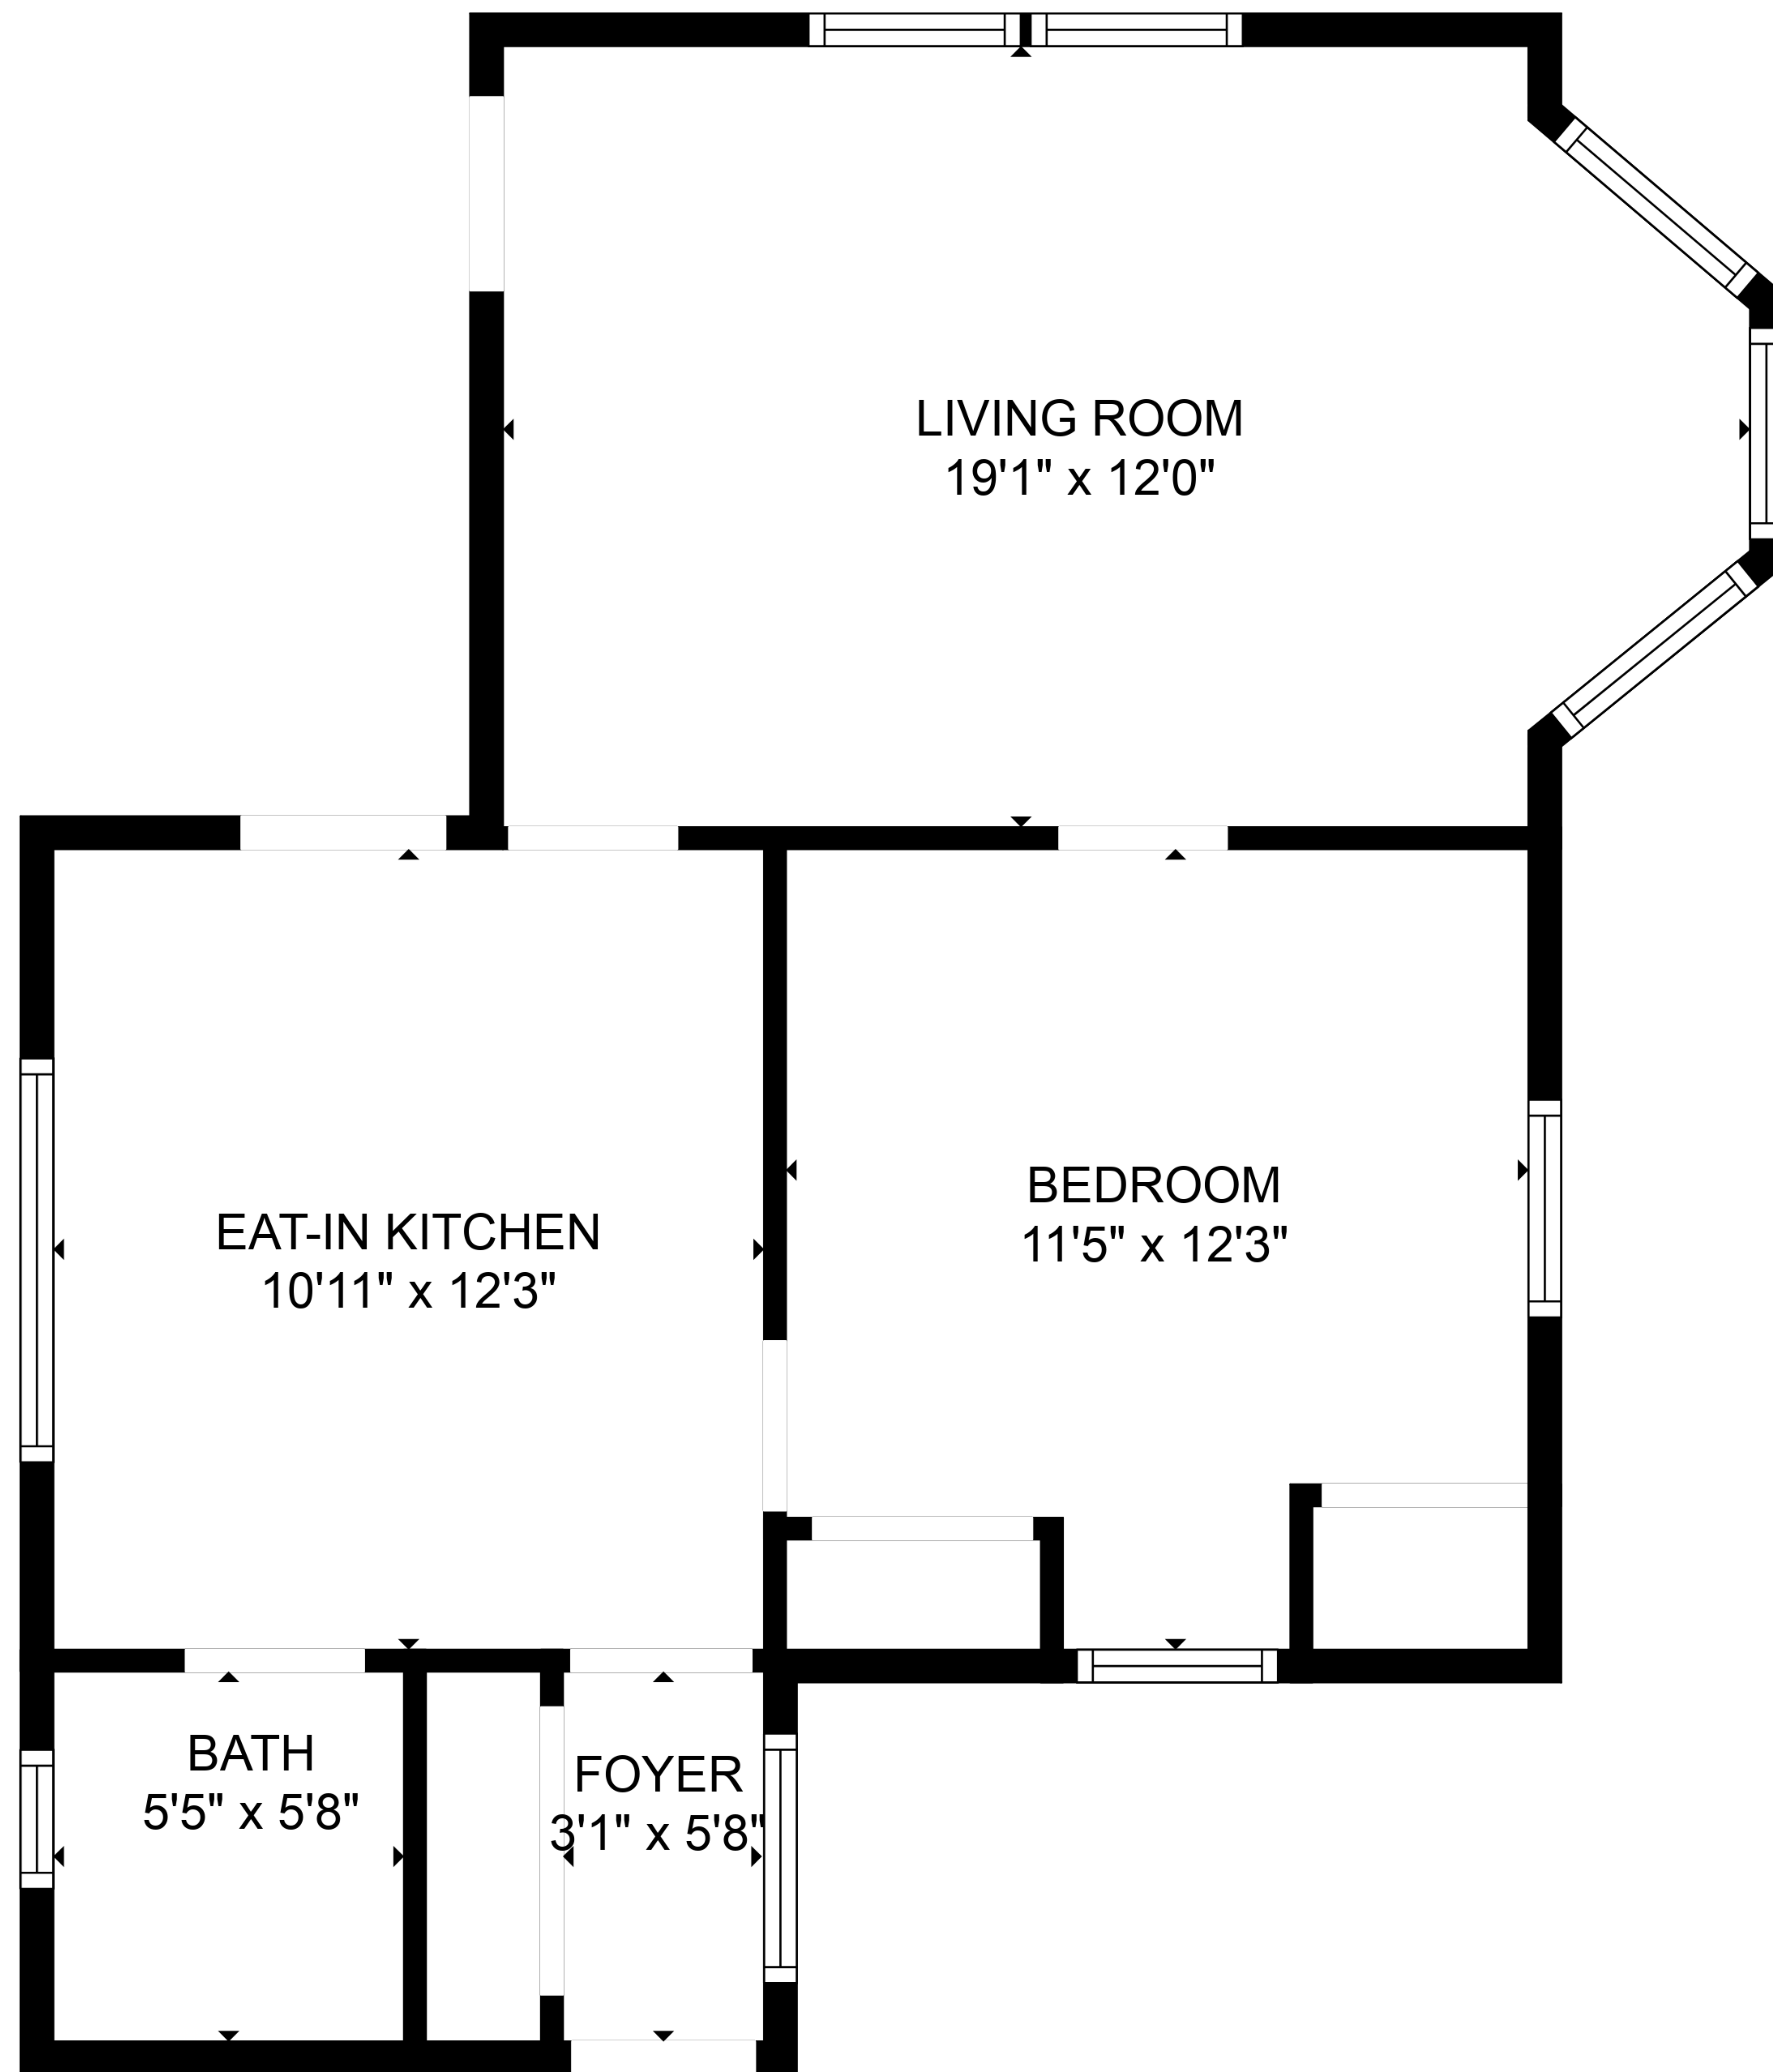 LIVING ROOM
19'1" x 12'0"
BEDROOM
11'5" x 12'3"
EAT-IN KITCHEN
10'11" x 12'3"
BATH
5'5" x 5'8"
FOYER
3'1" x 5'8"